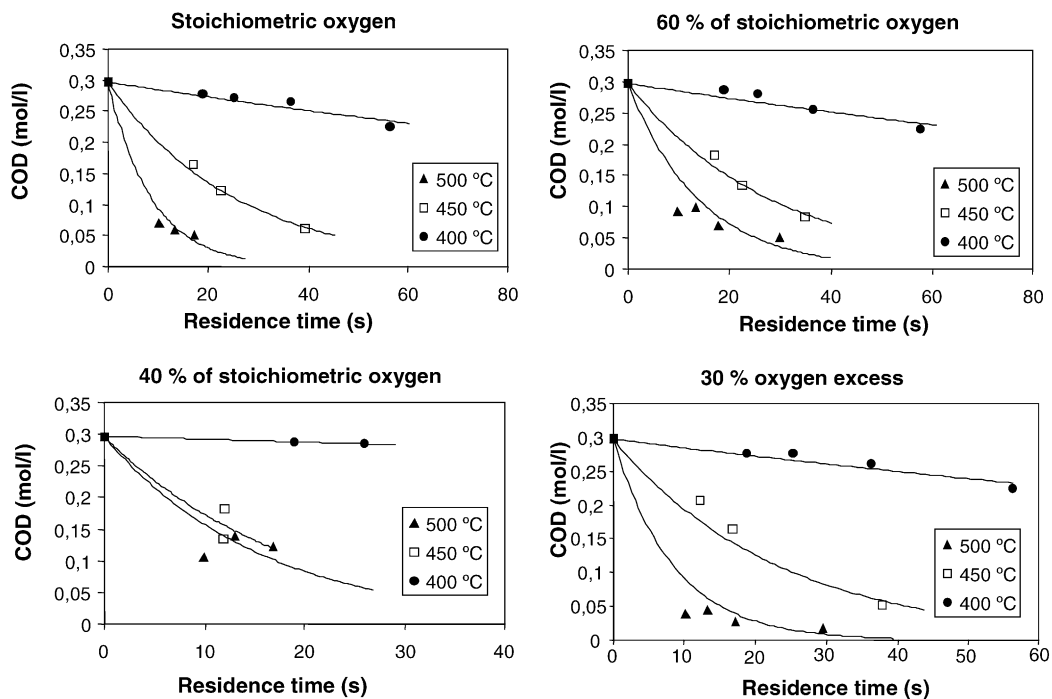 Stoichiometric oxygen
COD (mol/l)
0,35
0,3
0,25
0,2
0,15
0,1
0,05
0
0 20 40 60 80
Residence time (s)
500 ºC
450 ºC
400 ºC
60 % of stoichiometric oxygen
COD (mol/l)
0,35
0,3
0,25
0,2
0,15
0,1
0,05
0
0 20 40 60 80
Residence time (s)
500 ºC
450 ºC
400 ºC
40 % of stoichiometric oxygen
COD (mol/l)
0,35
0,3
0,25
0,2
0,15
0,1
0,05
0
0 10 20 30 40
Residence time (s)
500 ºC
450 ºC
400 ºC
30 % oxygen excess
COD (mol/l)
0,35
0,3
0,25
0,2
0,15
0,1
0,05
0
0 10 20 30 40 50 60
Residence time (s)
500 ºC
450 ºC
400 ºC